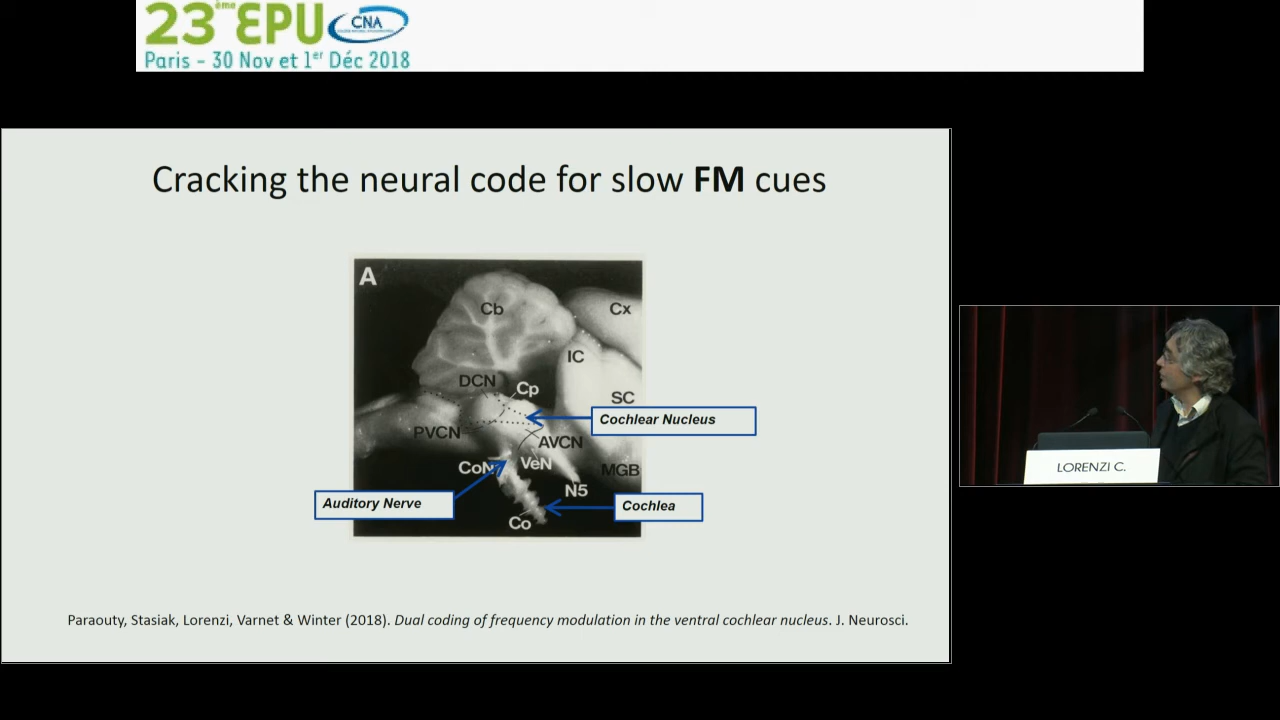 23ème EPU
CNA
Paris - 30 Nov et 1er Déc 2018
Cracking the neural code for slow FM cues
A
Cb
Cx
IC
DCN
Cp
SC
Cochlear Nucleus
PVCN
AVCN
CoN
VeN
MGB
N5
Auditory Nerve
Cochlea
Co
LORENZI C.
Paraouty, Stasiak, Lorenzi, Varnet & Winter (2018). Dual coding of frequency modulation in the ventral cochlear nucleus. J. Neurosci.